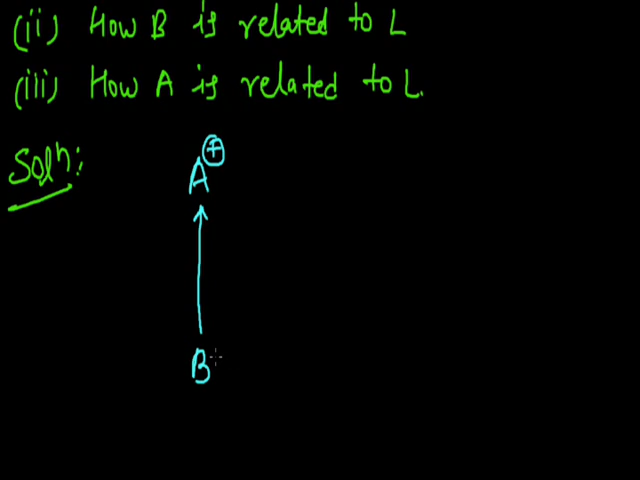 (ii) How B is related to L
(iii) How A is related to L.
Solⁿ:
A⊕
B